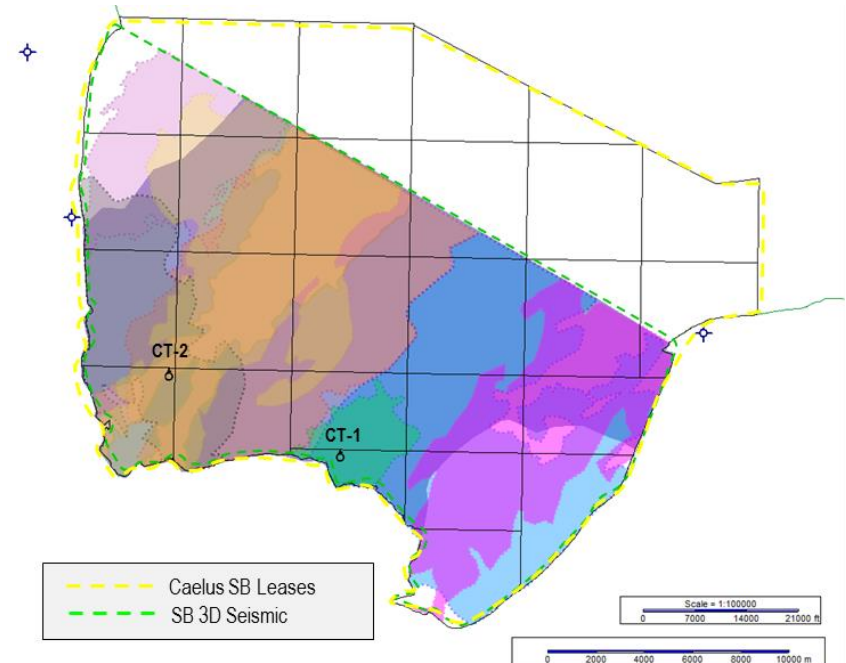 CT-2
CT-1
Caelus SB Leases
SB 3D Seismic
Scale = 1:100000
0 7000 14000 21000 ft
0 2000 4000 6000 8000 10000 m